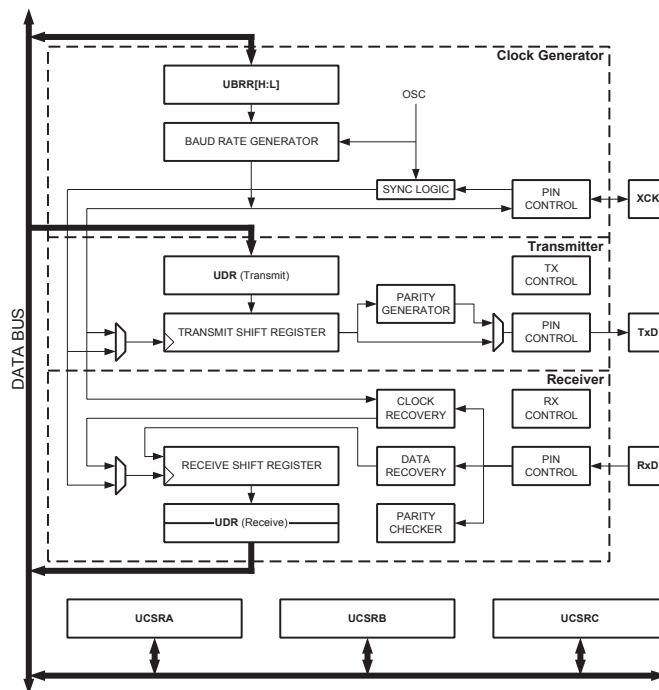 Clock Generator
UBRR[H:L]
OSC
BAUD RATE GENERATOR
SYNC LOGIC
PIN
CONTROL
XCK
Transmitter
UDR (Transmit)
TX
CONTROL
PARITY
GENERATOR
TRANSMIT SHIFT REGISTER
PIN
CONTROL
TxD
DATA BUS
Receiver
CLOCK
RECOVERY
RX
CONTROL
RECEIVE SHIFT REGISTER
DATA
RECOVERY
PIN
CONTROL
RxD
UDR (Receive)
PARITY
CHECKER
UCSRA
UCSRB
UCSRC